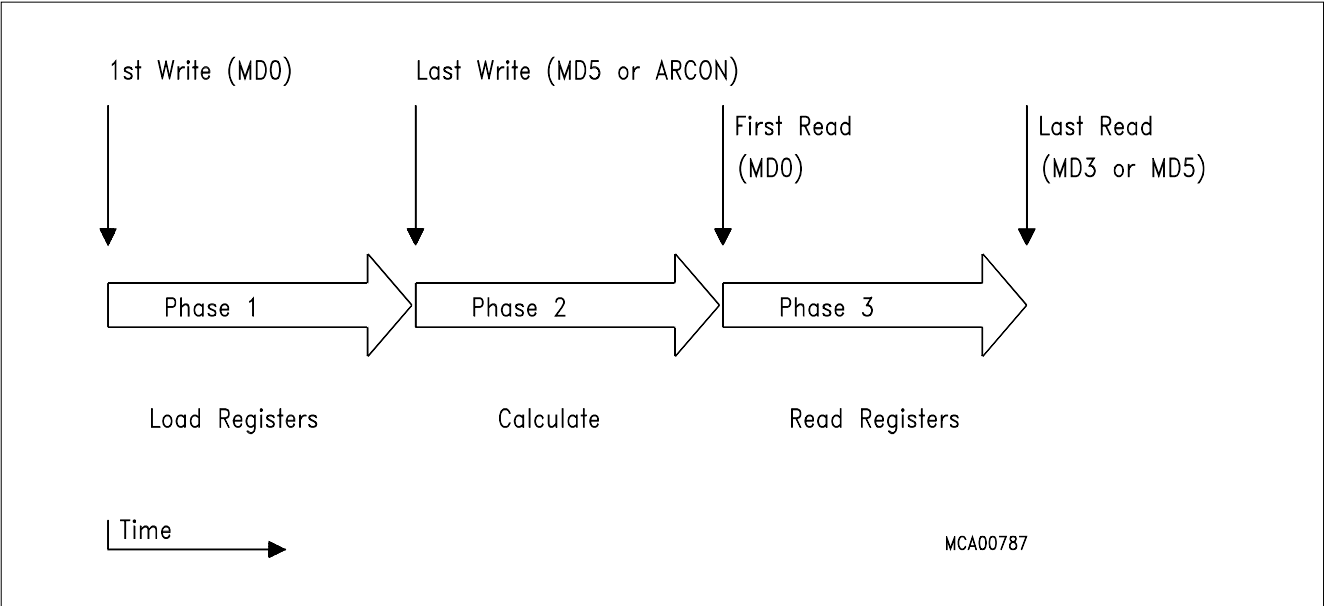 1st Write (MD0)
Last Write (MD5 or ARCON)
First Read
(MD0)
Last Read
(MD3 or MD5)
Phase 1
Phase 2
Phase 3
Load Registers
Calculate
Read Registers
Time
MCA00787